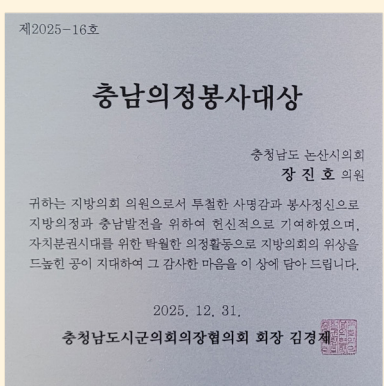 제2025-16호
충남의정봉사대상
충청남도 논산시의회
장 진 호 의원
귀하는 지방의회 의원으로서 투철한 사명감과 봉사정신으로
지방의정과 충남발전을 위하여 헌신적으로 기여하였으며,
자치분권시대를 위한 탁월한 의정활동으로 지방의회의 위상을
드높힌 공이 지대하여 그 감사한 마음을 이 상에 담아 드립니다.
2025. 12. 31.
충청남도시군의회의장협의회 회장 김경제